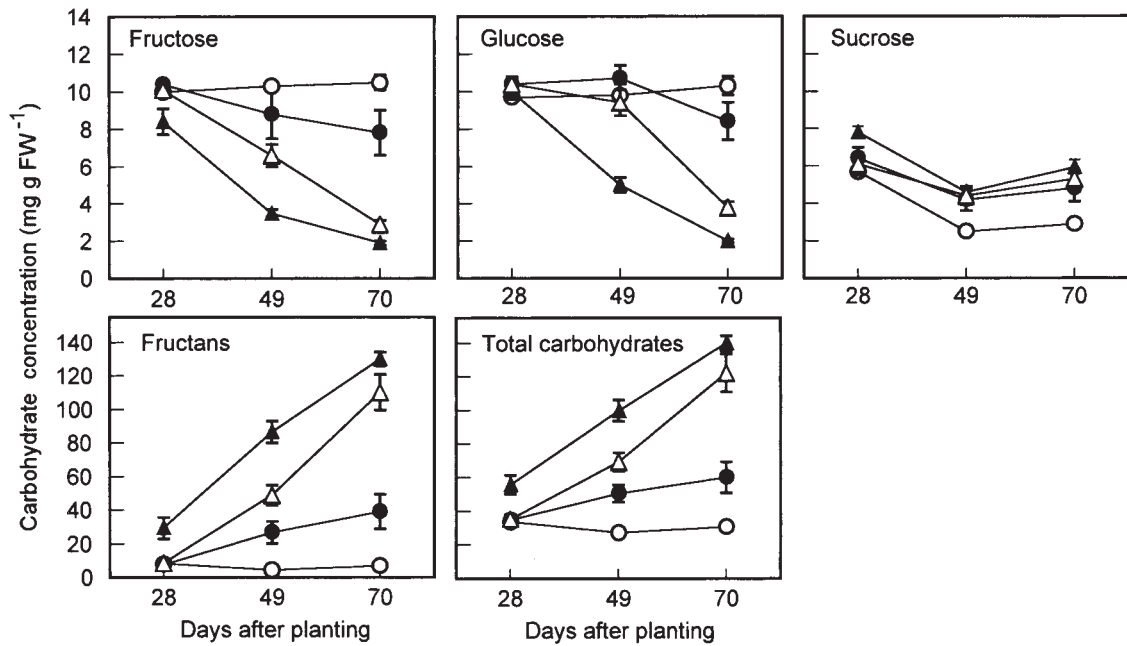 Carbohydrate concentration (mg g FW⁻¹)
14
12
10
8
6
4
2
0
Fructose
28 49 70
Glucose
28 49 70
Sucrose
28 49 70
140
120
100
80
60
40
20
0
Fructans
28 49 70
Days after planting
Total carbohydrates
28 49 70
Days after planting